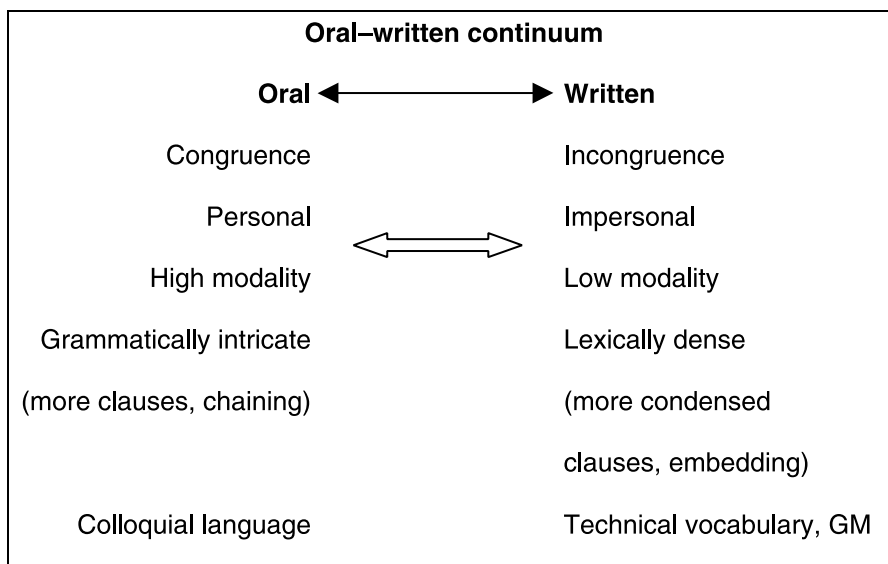 Oral–written continuum
Oral Written
Congruence Incongruence
Personal Impersonal
High modality Low modality
Grammatically intricate Lexically dense
(more clauses, chaining) (more condensed
clauses, embedding)
Colloquial language Technical vocabulary, GM